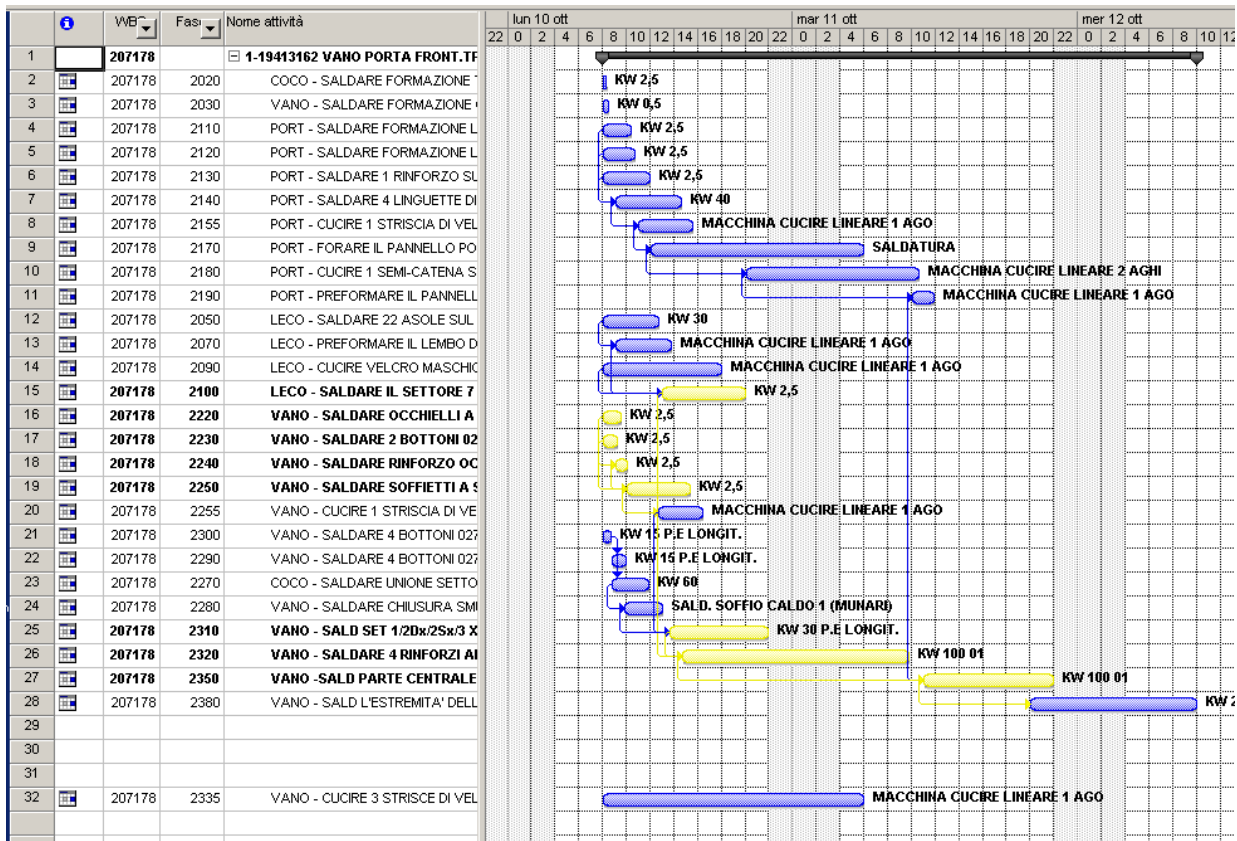 WBS Fas Nome attività lun 10 ott mar 11 ott mer 12 ott
22 0 2 4 6 8 10 12 14 16 18 20 22 0 2 4 6 8 10 12 14 16 18 20 22 0 2 4 6 8 10 12
1 207178 1-19413162 VANO PORTA FRONT.TF
2 207178 2020 COCO - SALDARE FORMAZIONE KW 2,5
3 207178 2030 VANO - SALDARE FORMAZIONE KW 0,5
4 207178 2110 PORT - SALDARE FORMAZIONE L KW 2,5
5 207178 2120 PORT - SALDARE FORMAZIONE L KW 2,5
6 207178 2130 PORT - SALDARE 1 RINFORZO SU KW 2,5
7 207178 2140 PORT - SALDARE 4 LINGUETTE DI KW 40
8 207178 2155 PORT - CUCIRE 1 STRISCIA DI VEL MACCHINA CUCIRE LINEARE 1 AGO
9 207178 2170 PORT - FORARE IL PANNELLO PO SALDATURA
10 207178 2180 PORT - CUCIRE 1 SEMI-CATENA S MACCHINA CUCIRE LINEARE 2 AGHI
11 207178 2190 PORT - PREFORMARE IL PANNELL MACCHINA CUCIRE LINEARE 1 AGO
12 207178 2050 LECO - SALDARE 22 ASOLE SUL KW 30
13 207178 2070 LECO - PREFORMARE IL LEMBO D MACCHINA CUCIRE LINEARE 1 AGO
14 207178 2090 LECO - CUCIRE VELCRO MASCHIO MACCHINA CUCIRE LINEARE 1 AGO
15 207178 2100 LECO - SALDARE IL SETTORE 7 KW 2,5
16 207178 2220 VANO - SALDARE OCCHIELLI A KW 2,5
17 207178 2230 VANO - SALDARE 2 BOTTONI 02 KW 2,5
18 207178 2240 VANO - SALDARE RINFORZO OC KW 2,5
19 207178 2250 VANO - SALDARE SOFFIETTI A S KW 2,5
20 207178 2255 VANO - CUCIRE 1 STRISCIA DI VE MACCHINA CUCIRE LINEARE 1 AGO
21 207178 2300 VANO - SALDARE 4 BOTTONI 027 KW 15 P.E LONGIT.
22 207178 2290 VANO - SALDARE 4 BOTTONI 027 KW 15 P.E LONGIT.
23 207178 2270 COCO - SALDARE UNIONE SETTO KW 60
24 207178 2280 VANO - SALDARE CHIUSURA SMI SALD. SOFFIO CALDO 1 (MUNARI)
25 207178 2310 VANO - SALD SET 1/2Dx/2Sx/3 X KW 30 P.E LONGIT.
26 207178 2320 VANO - SALDARE 4 RINFORZI AI KW 100 01
27 207178 2350 VANO -SALD PARTE CENTRALE KW 100 01
28 207178 2380 VANO - SALD L'ESTREMITA' DELL KW 2
29
30
31
32 207178 2335 VANO - CUCIRE 3 STRISCE DI VEL MACCHINA CUCIRE LINEARE 1 AGO